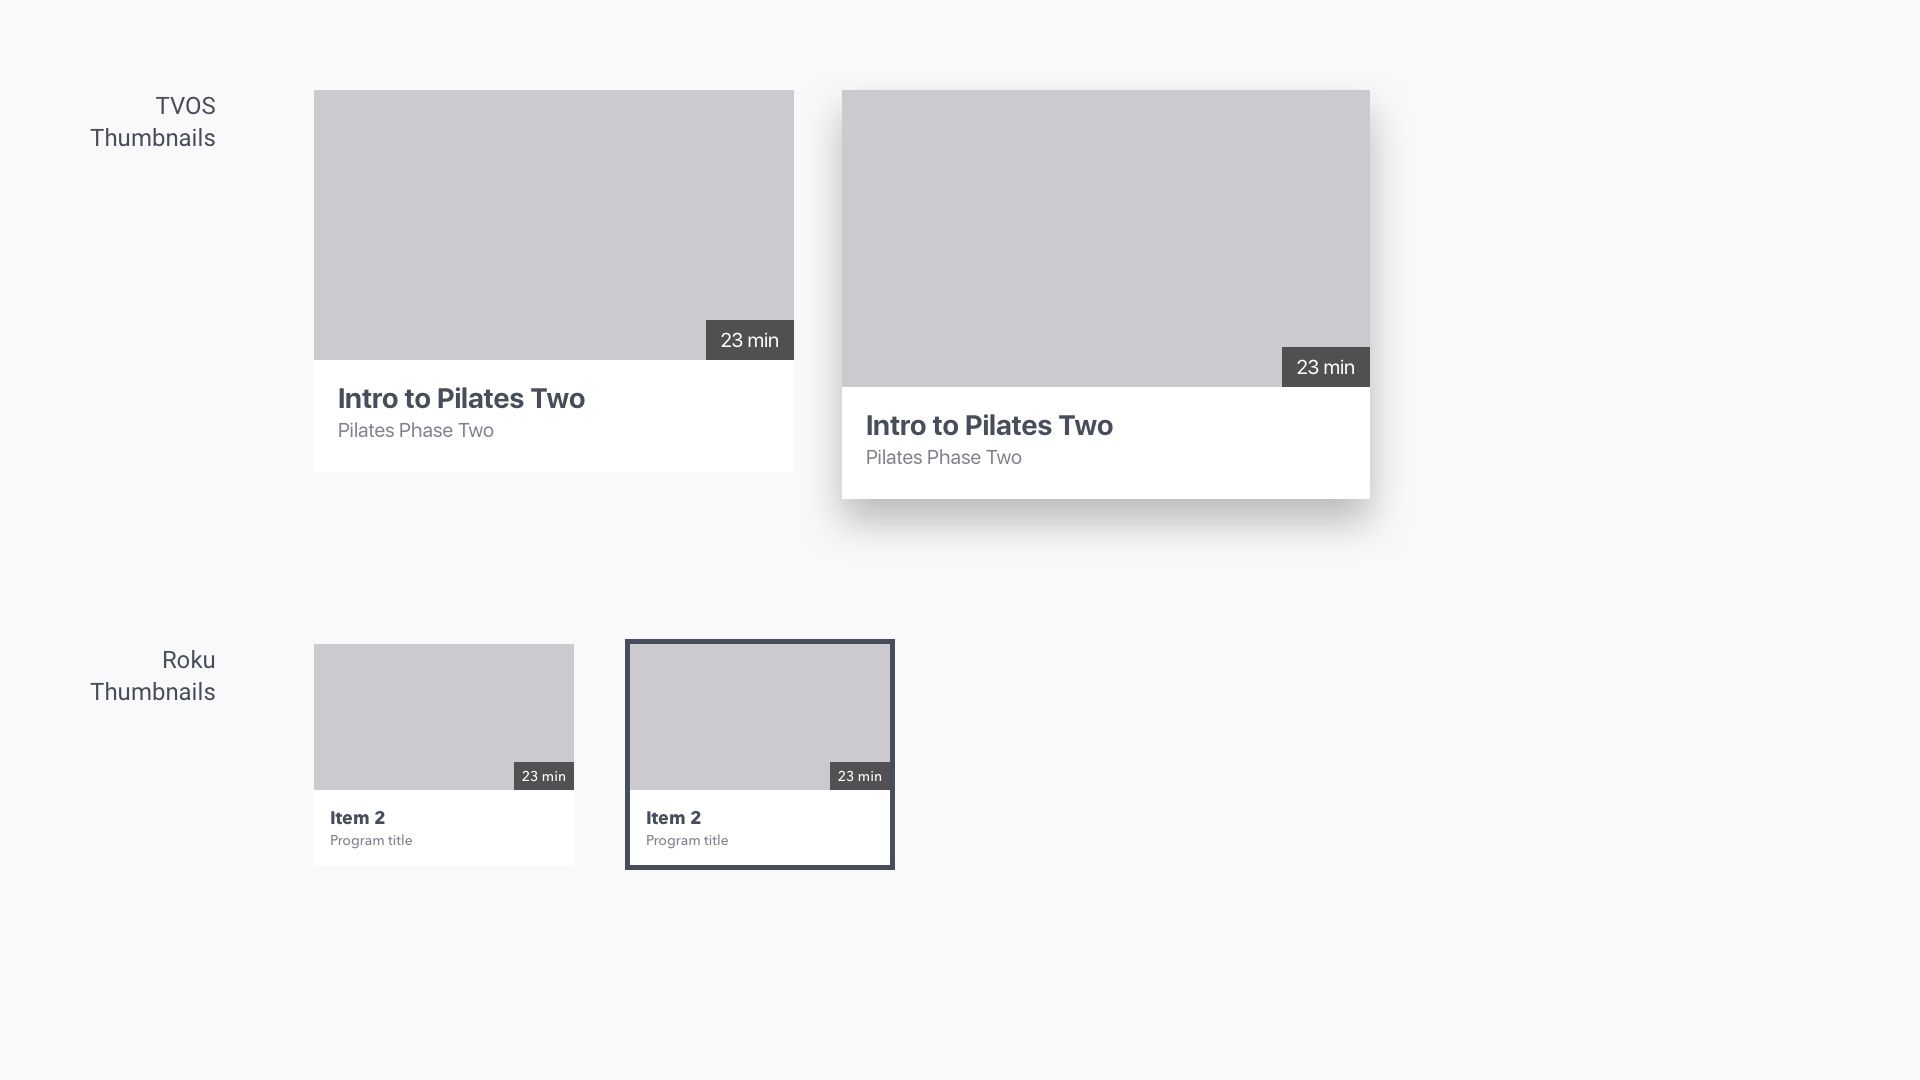 TVOS
Thumbnails
23 min
Intro to Pilates Two
Pilates Phase Two
23 min
Intro to Pilates Two
Pilates Phase Two
Roku
Thumbnails
23 min
Item 2
Program title
23 min
Item 2
Program title